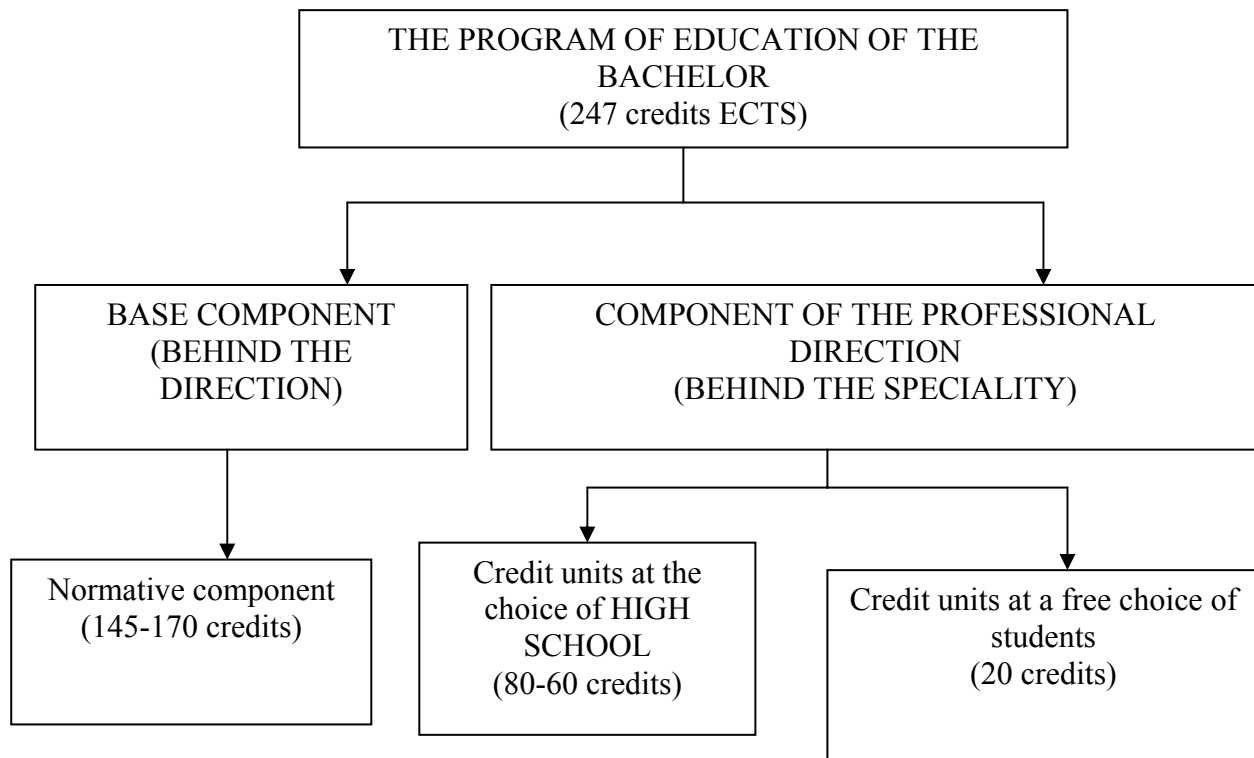 THE PROGRAM OF EDUCATION OF THE
BACHELOR
(247 credits ECTS)
BASE COMPONENT
(BEHIND THE
DIRECTION)
COMPONENT OF THE PROFESSIONAL
DIRECTION
(BEHIND THE SPECIALITY)
Normative component
(145-170 credits)
Credit units at the
choice of HIGH
SCHOOL
(80-60 credits)
Credit units at a free choice of
students
(20 credits)